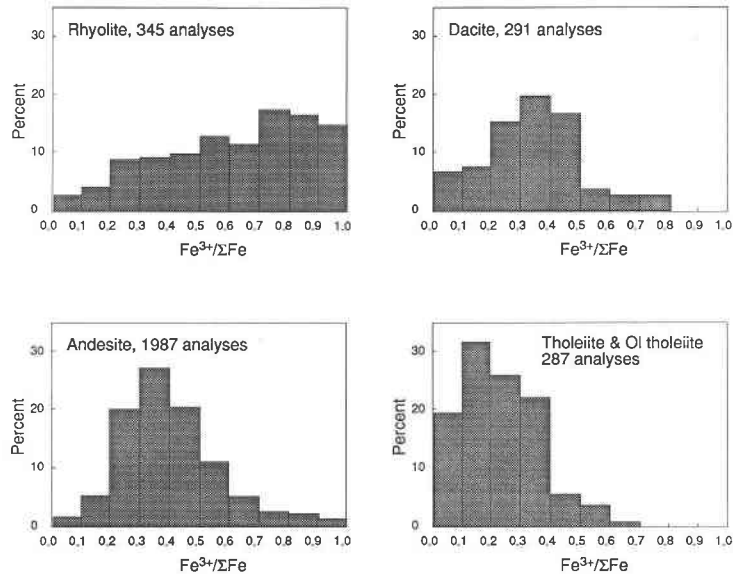 Rhyolite, 345 analyses
Percent
30
20
10
0
0,0 0,1 0,2 0,3 0,4 0,5 0,6 0,7 0,8 0,9 1,0
Fe³⁺/ΣFe
Dacite, 291 analyses
Percent
30
20
10
0
0,0 0,1 0,2 0,3 0,4 0,5 0,6 0,7 0,8 0,9 1,0
Fe³⁺/ΣFe
Andesite, 1987 analyses
Percent
30
20
10
0
0,0 0,1 0,2 0,3 0,4 0,5 0,6 0,7 0,8 0,9 1,0
Fe³⁺/ΣFe
Tholeiite & Ol tholeiite
287 analyses
Percent
30
20
10
0
0,0 0,1 0,2 0,3 0,4 0,5 0,6 0,7 0,8 0,9 1,0
Fe³⁺/ΣFe